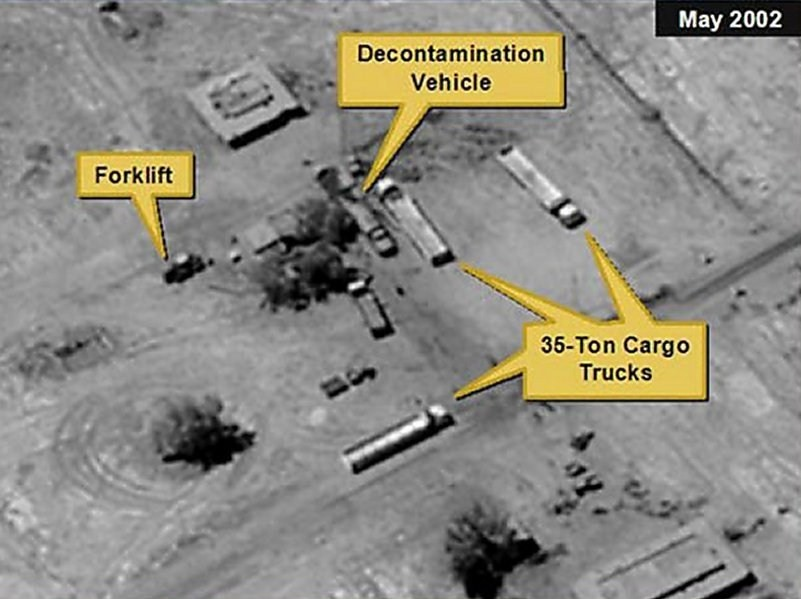 May 2002
Decontamination
Vehicle
Forklift
35-Ton Cargo
Trucks